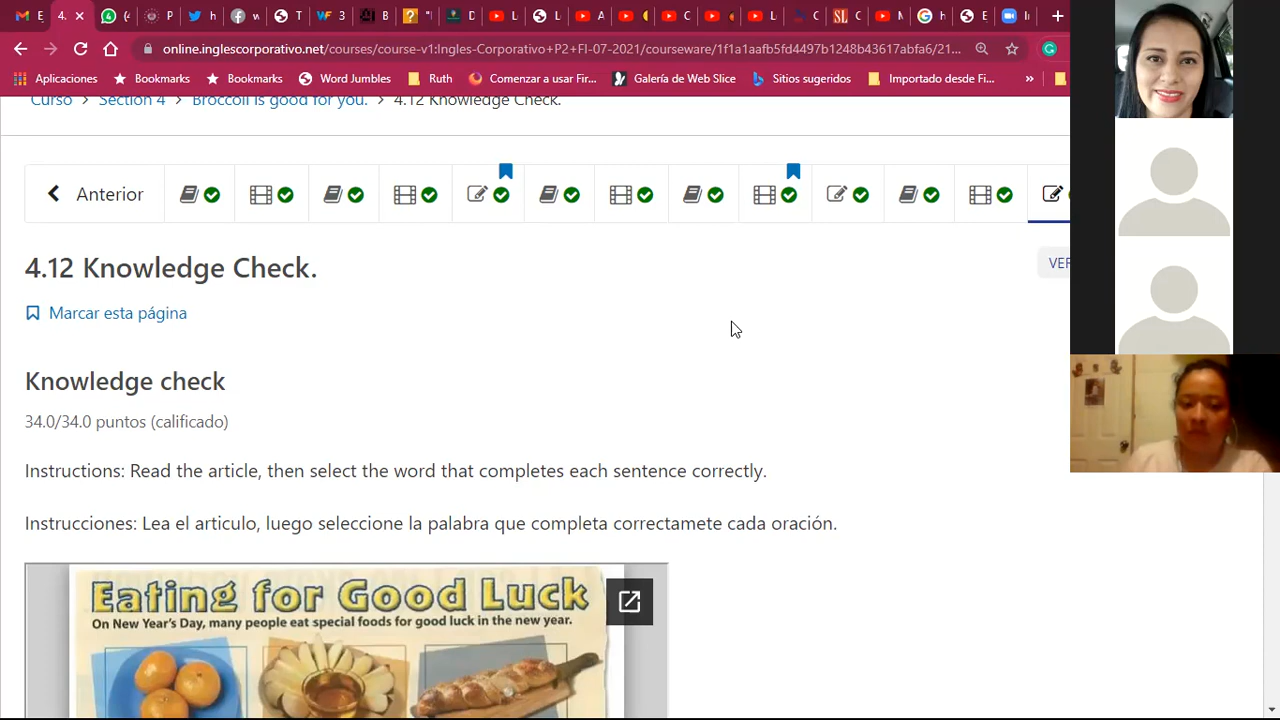 4.
P
h
w
T
3
B
"
D
L
L
A
L
C
M
h
E
Ir
online.inglescorporativo.net/courses/course-v1:Ingles-Corporativo+P2+FI-07-2021/courseware/1f1a1aafb5fd4497b1248b43617abfa6/21...
Aplicaciones Bookmarks Bookmarks Word Jumbles Ruth Comenzar a usar Fir... Galería de Web Slice Sitios sugeridos Importado desde Fi... »
Curso > Section 4 > Broccoli is good for you. > 4.12 Knowledge Check.
Anterior
4.12 Knowledge Check.
VER
Marcar esta página
Knowledge check
34.0/34.0 puntos (calificado)
Instructions: Read the article, then select the word that completes each sentence correctly.
Instrucciones: Lea el articulo, luego seleccione la palabra que completa correctamete cada oración.
Eating for Good Luck
On New Year's Day, many people eat special foods for good luck in the new year.